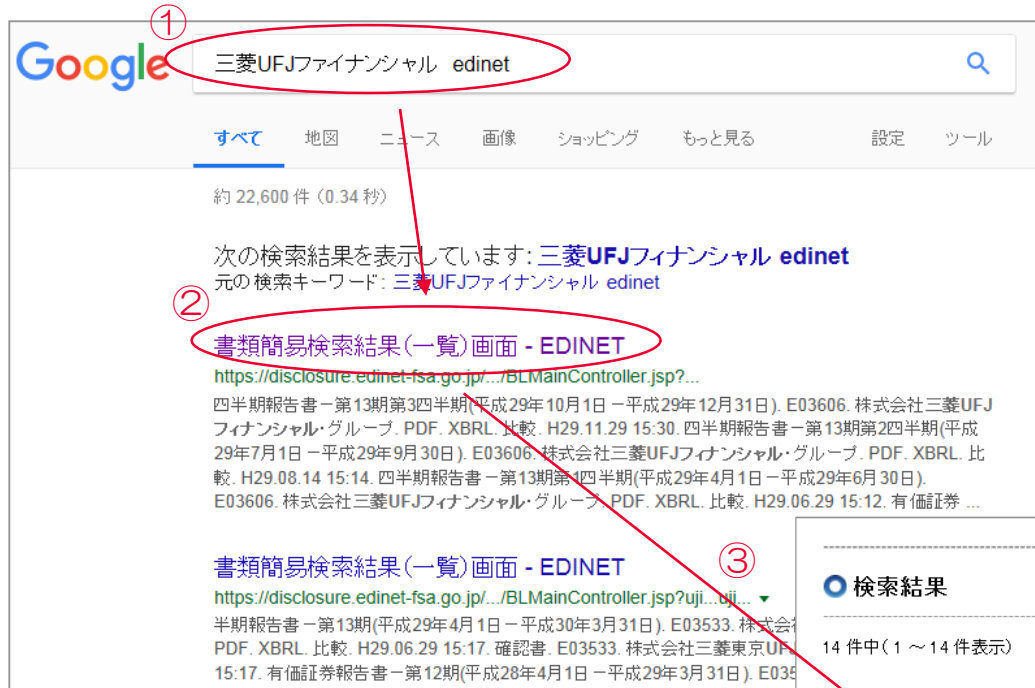 ①
Google 三菱UFJファイナンシャル edinet
すべて 地図 ニュース 画像 ショッピング もっと見る 設定 ツール
約 22,600 件 (0.34 秒)
次の検索結果を表示しています: 三菱UFJフィナンシャル edinet
元の検索キーワード: 三菱UFJファイナンシャル edinet
②
書類簡易検索結果(一覧)画面 - EDINET
https://disclosure.edinet-fsa.go.jp/.../BLMainController.jsp?...
四半期報告書-第13期第3四半期(平成29年10月1日-平成29年12月31日). E03606. 株式会社三菱UFJ
フィナンシャル・グループ. PDF. XBRL. 比較. H29.11.29 15:30. 四半期報告書-第13期第2四半期(平成
29年7月1日-平成29年9月30日). E03606. 株式会社三菱UFJフィナンシャル・グループ. PDF. XBRL. 比
較. H29.08.14 15:14. 四半期報告書-第13期第1四半期(平成29年4月1日-平成29年6月30日).
E03606. 株式会社三菱UFJフィナンシャル・グループ. PDF. XBRL. 比較. H29.06.29 15:12. 有価証券 ...
③
書類簡易検索結果(一覧)画面 - EDINET
https://disclosure.edinet-fsa.go.jp/.../BLMainController.jsp?uji...uji...
半期報告書-第13期(平成29年4月1日-平成30年3月31日). E03533. 株式会
PDF. XBRL. 比較. H29.06.29 15:17. 確認書. E03533. 株式会社三菱東京UF
15:17. 有価証券報告書-第12期(平成28年4月1日-平成29年3月31日). E035
検索結果
14 件中(1 ~14 件表示)